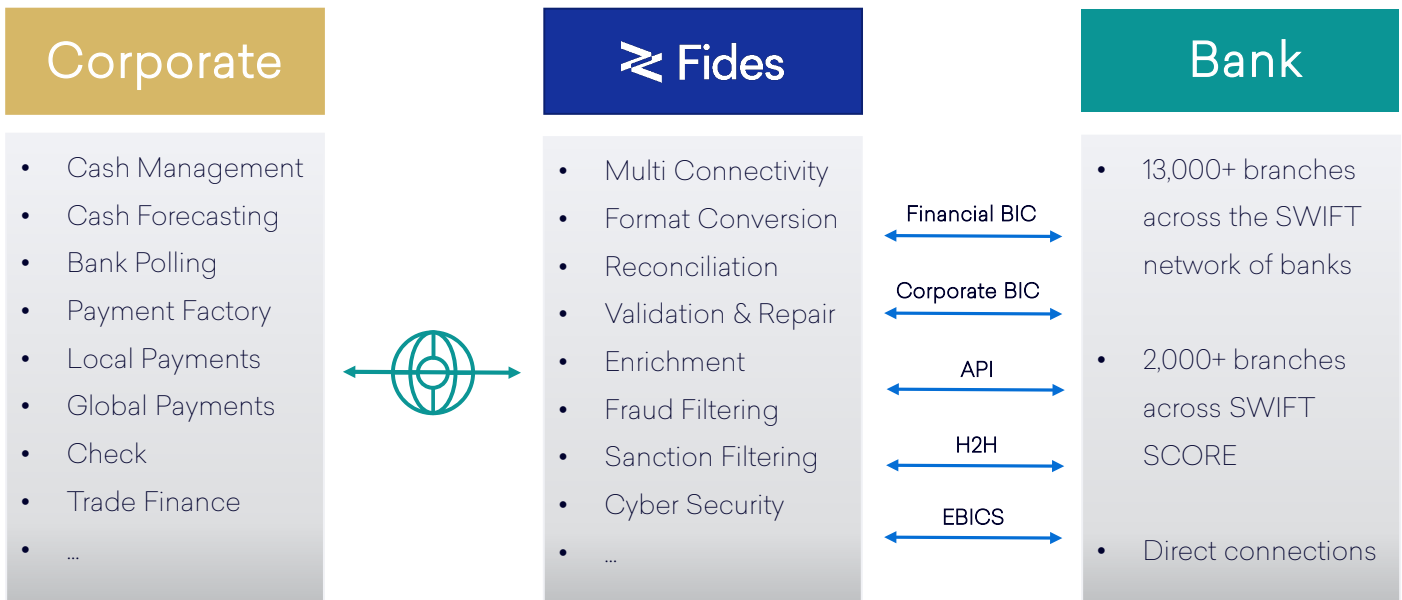 Corporate
• Cash Management
• Cash Forecasting
• Bank Polling
• Payment Factory
• Local Payments
• Global Payments
• Check
• Trade Finance
• ...
Fides
• Multi Connectivity
• Format Conversion
• Reconciliation
• Validation & Repair
• Enrichment
• Fraud Filtering
• Sanction Filtering
• Cyber Security
• ...
Financial BIC
Corporate BIC
API
H2H
EBICS
Bank
• 13,000+ branches
across the SWIFT
network of banks
• 2,000+ branches
across SWIFT
SCORE
• Direct connections